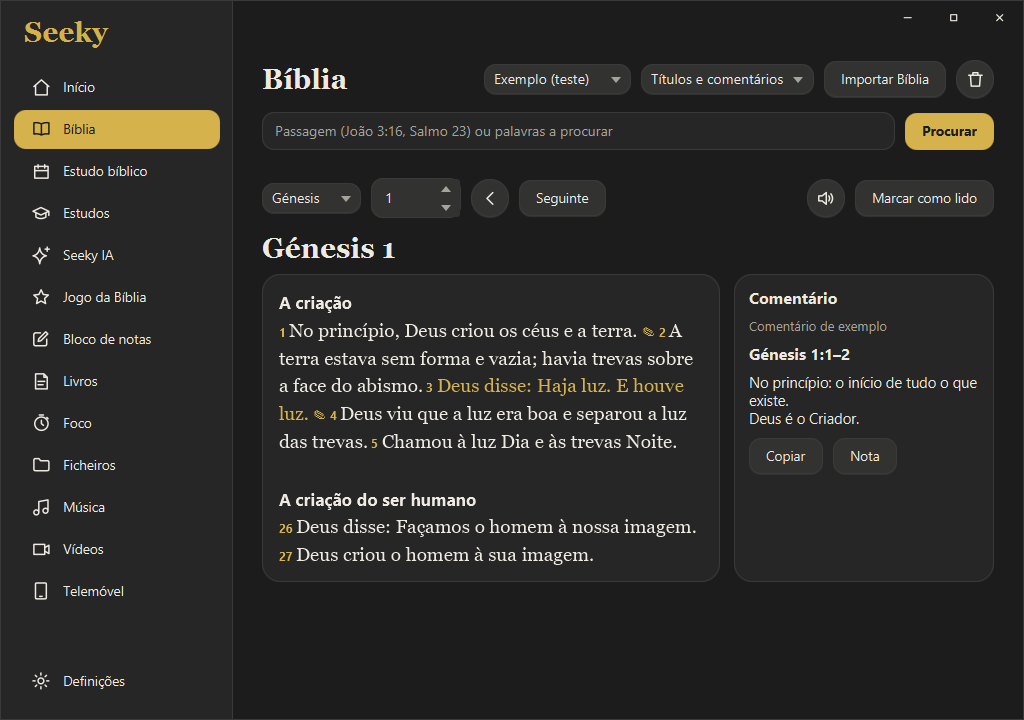 Seeky
Início
Bíblia
Estudo bíblico
Estudos
Seeky IA
Jogo da Bíblia
Bloco de notas
Livros
Foco
Ficheiros
Música
Vídeos
Telemóvel
Definições
Bíblia
Exemplo (teste)
Títulos e comentários
Importar Bíblia
Passagem (João 3:16, Salmo 23) ou palavras a procurar
Procurar
Génesis
1
Seguinte
Marcar como lido
Génesis 1
A criação
1 No princípio, Deus criou os céus e a terra. ✎ 2 A
terra estava sem forma e vazia; havia trevas sobre
a face do abismo. 3 Deus disse: Haja luz. E houve
luz. ✎ 4 Deus viu que a luz era boa e separou a luz
das trevas. 5 Chamou à luz Dia e às trevas Noite.
A criação do ser humano
26 Deus disse: Façamos o homem à nossa imagem.
27 Deus criou o homem à sua imagem.
Comentário
Comentário de exemplo
Génesis 1:1–2
No princípio: o início de tudo o que
existe.
Deus é o Criador.
Copiar
Nota